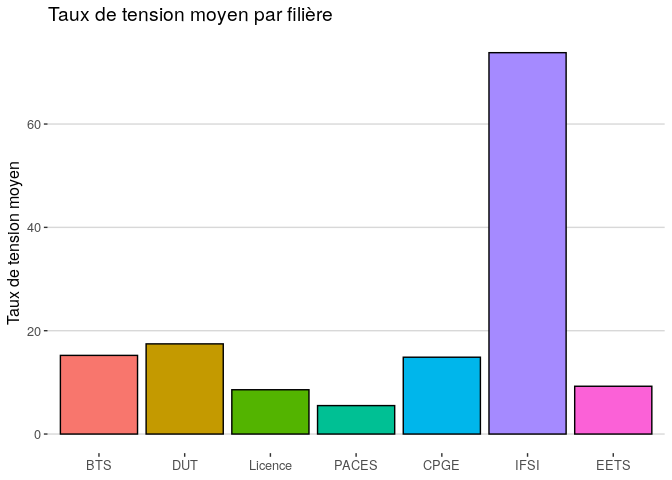 Taux de tension moyen par filière
Taux de tension moyen
60
40
20
0
BTS DUT Licence PACES CPGE IFSI EETS